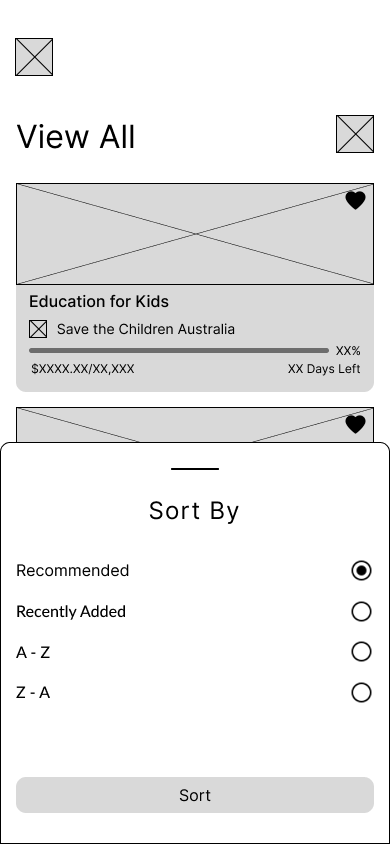 View All
Education for Kids
Save the Children Australia
XX%
$XXXX.XX/XX,XXX
XX Days Left
Sort By
Recommended
Recently Added
A - Z
Z - A
Sort